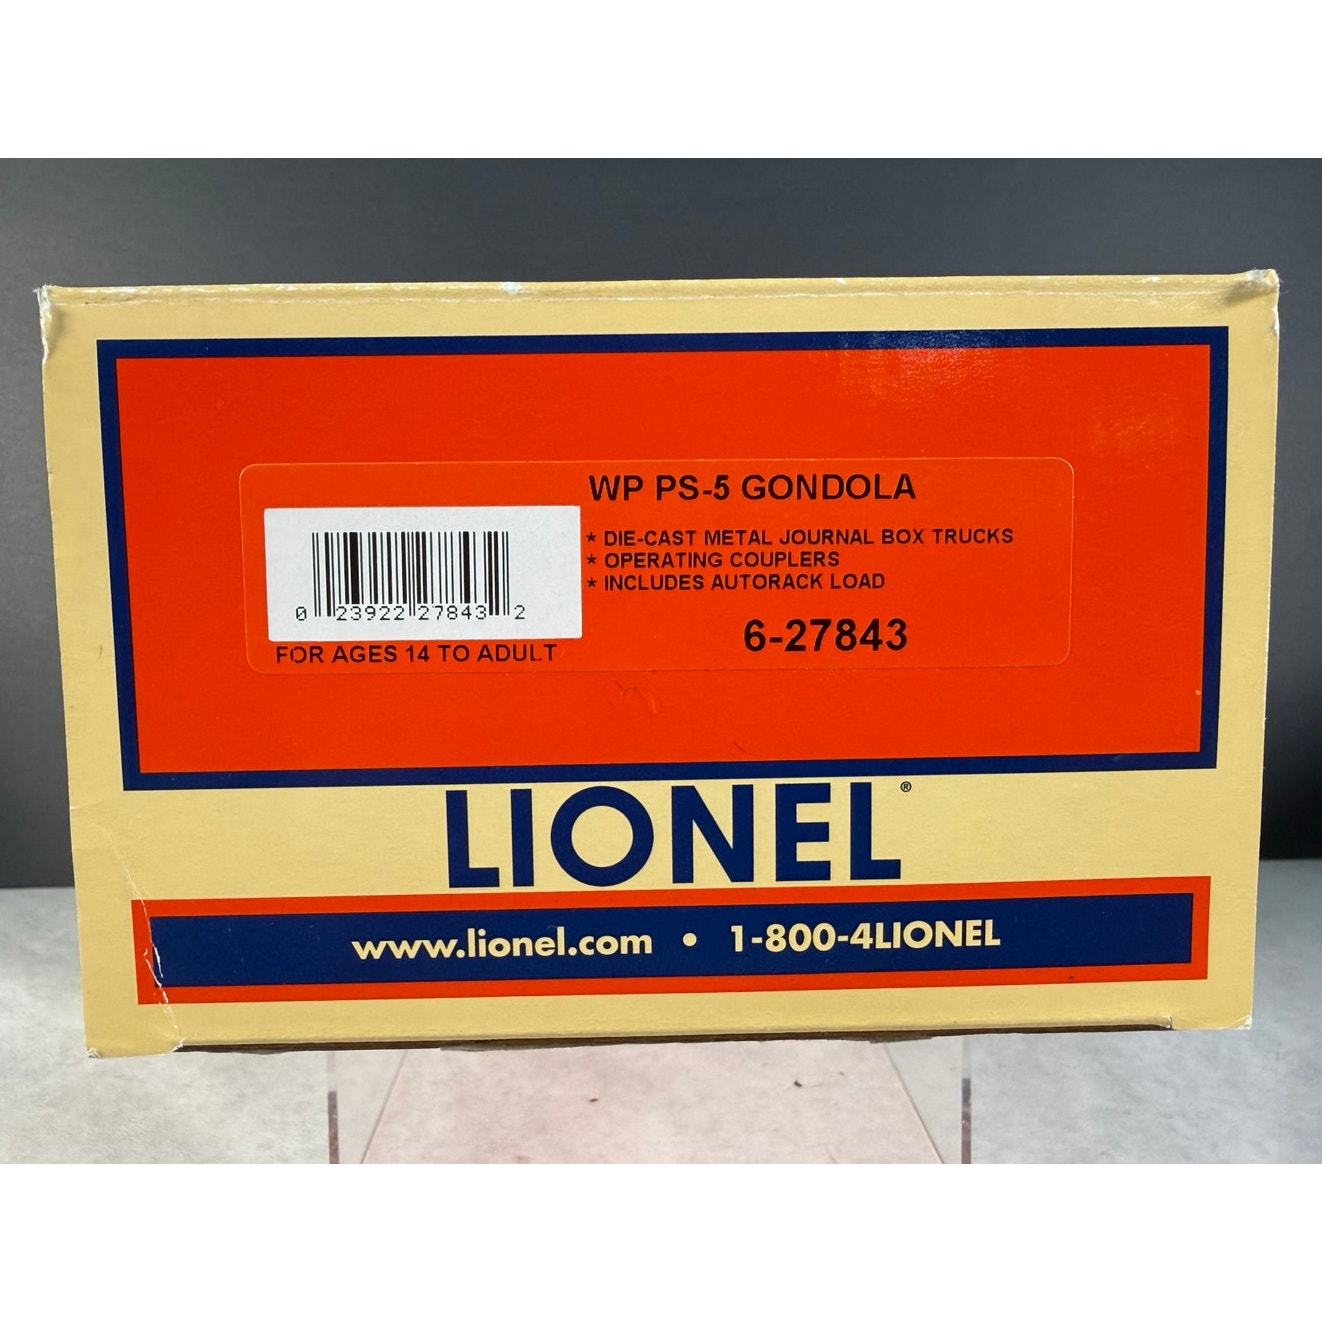 WP PS-5 GONDOLA
* DIE-CAST METAL JOURNAL BOX TRUCKS
* OPERATING COUPLERS
* INCLUDES AUTORACK LOAD
0 23922 27843 2
6-27843
FOR AGES 14 TO ADULT
LIONEL®
www.lionel.com • 1-800-4LIONEL